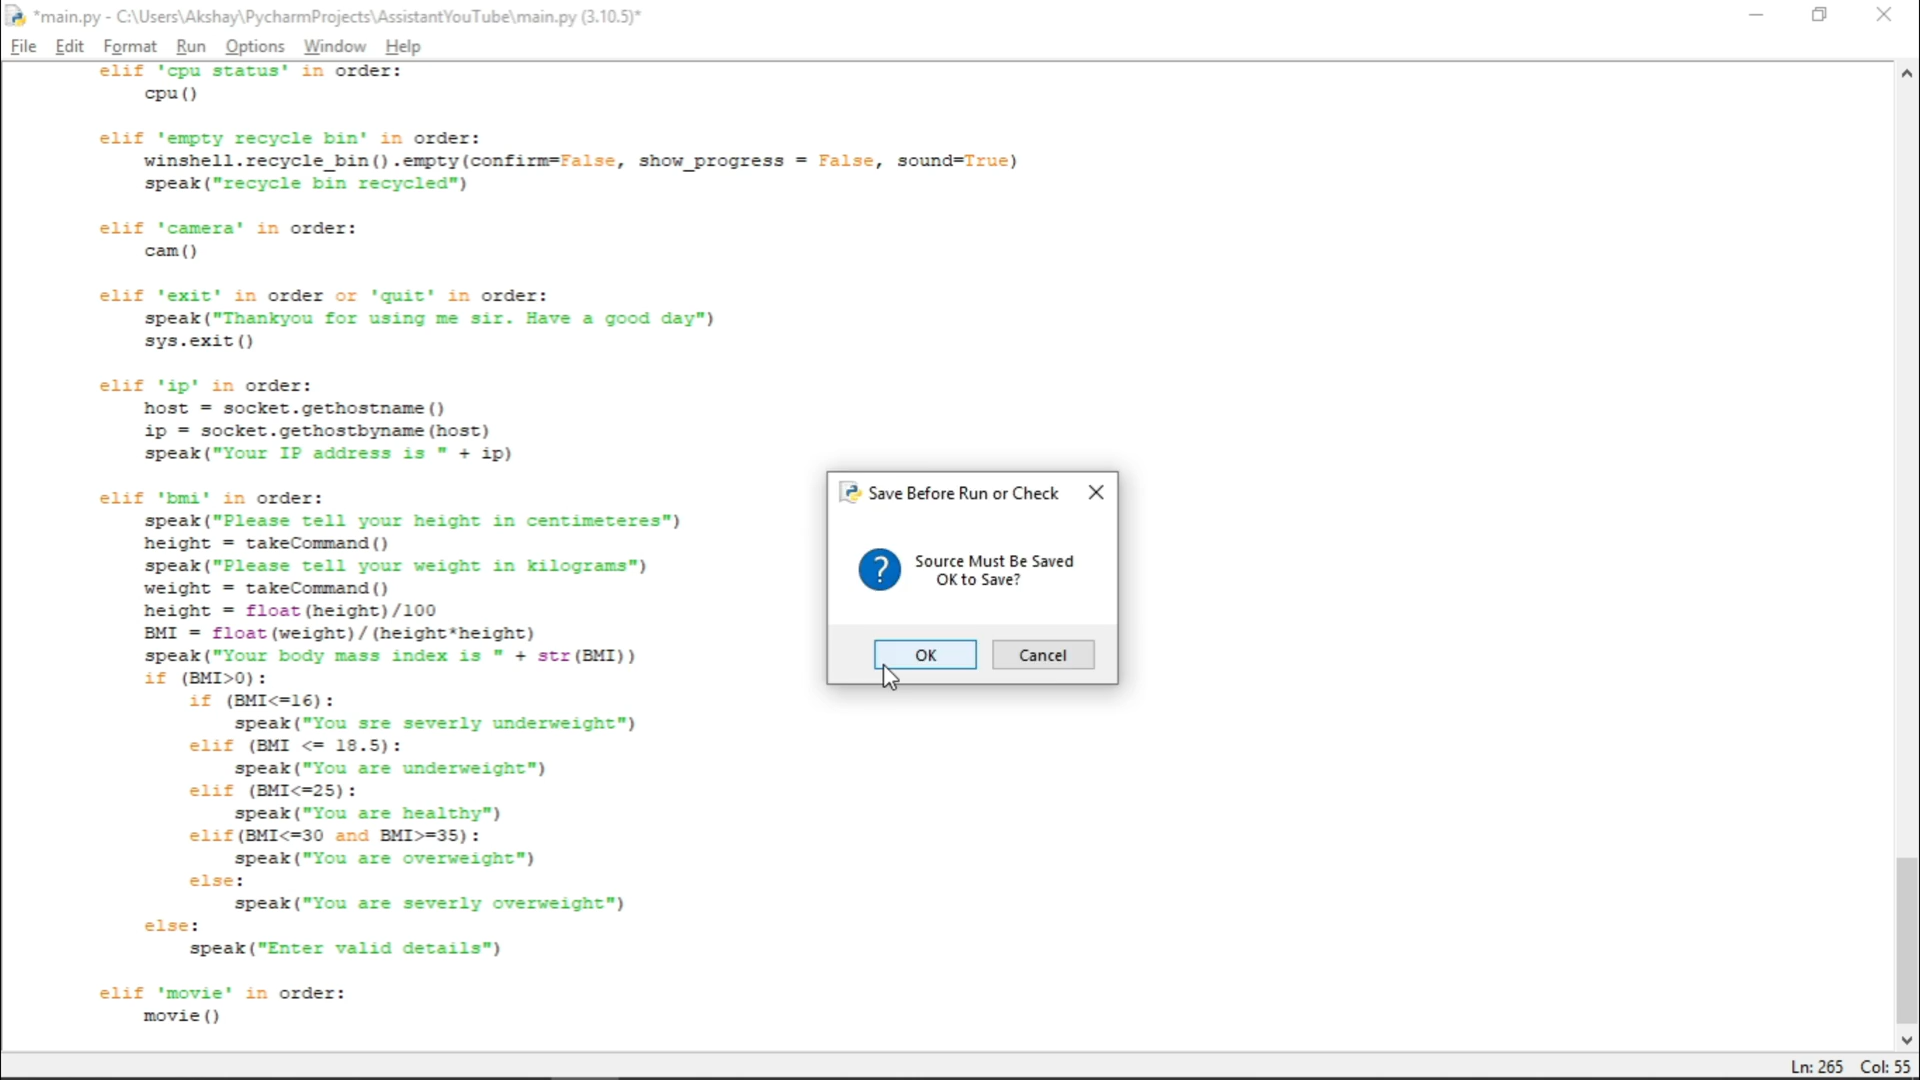 *main.py - C:\Users\Akshay\PycharmProjects\AssistantYouTube\main.py (3.10.5)*
File Edit Format Run Options Window Help
elif 'cpu status' in order:
cpu()
elif 'empty recycle bin' in order:
winshell.recycle_bin().empty(confirm=False, show_progress = False, sound=True)
speak("recycle bin recycled")
elif 'camera' in order:
cam()
elif 'exit' in order or 'quit' in order:
speak("Thankyou for using me sir. Have a good day")
sys.exit()
elif 'ip' in order:
host = socket.gethostname()
ip = socket.gethostbyname(host)
speak("Your IP address is " + ip)
elif 'bmi' in order:
speak("Please tell your height in centimeteres")
height = takeCommand()
speak("Please tell your weight in kilograms")
weight = takeCommand()
height = float(height)/100
BMI = float(weight)/(height*height)
speak("Your body mass index is " + str(BMI))
if (BMI>0):
if (BMI<=16):
speak("You sre severly underweight")
elif (BMI <= 18.5):
speak("You are underweight")
elif (BMI<=25):
speak("You are healthy")
elif(BMI<=30 and BMI>=35):
speak("You are overweight")
else:
speak("You are severly overweight")
else:
speak("Enter valid details")
elif 'movie' in order:
movie()
Save Before Run or Check
Source Must Be Saved
OK to Save?
OK Cancel
Ln: 265 Col: 55